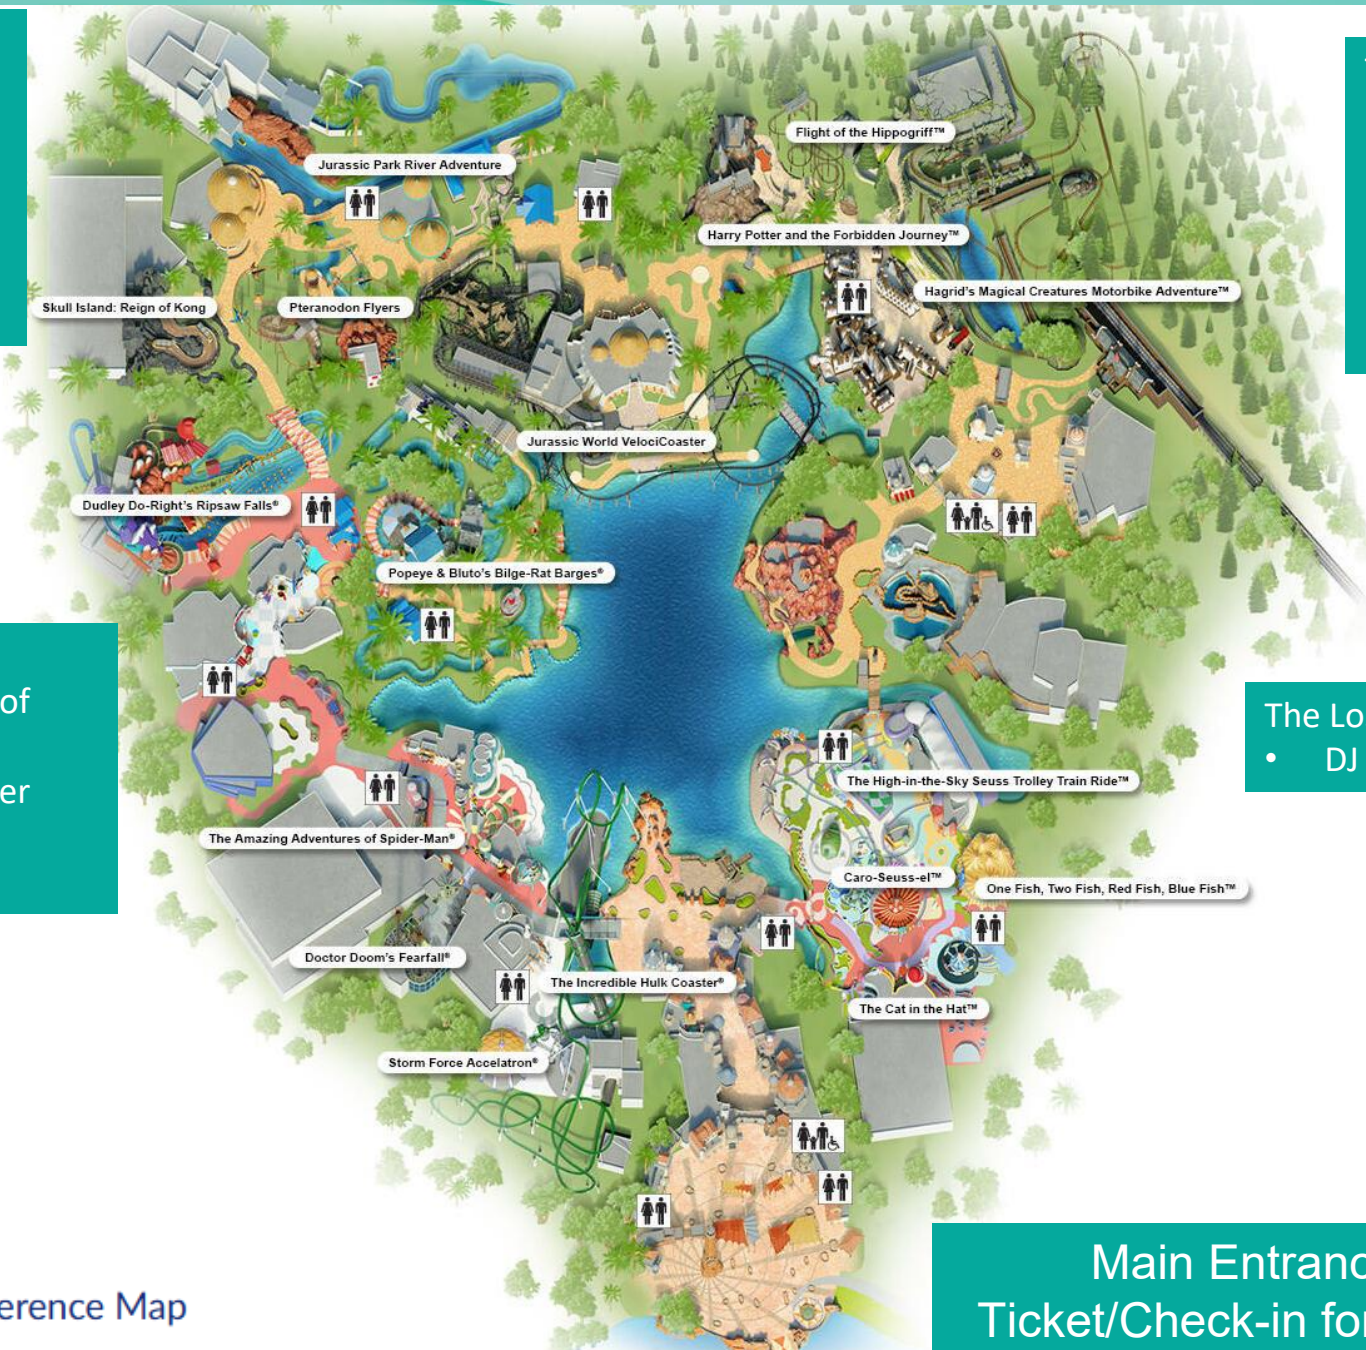 Flight of the Hippogriff™
Jurassic Park River Adventure
Harry Potter and the Forbidden Journey™
Hagrid's Magical Creatures Motorbike Adventure™
Skull Island: Reign of Kong
Pteranodon Flyers
Jurassic World VelociCoaster
Dudley Do-Right's Ripsaw Falls®
Popeye & Bluto's Bilge-Rat Barges®
of
er
The Lo
• DJ
The High-in-the-Sky Seuss Trolley Train Ride™
The Amazing Adventures of Spider-Man®
Caro-Seuss-el™
One Fish, Two Fish, Red Fish, Blue Fish™
Doctor Doom's Fearfall®
The Incredible Hulk Coaster®
The Cat in the Hat™
Storm Force Accelatron®
Main Entranc
Ticket/Check-in for
erence Map